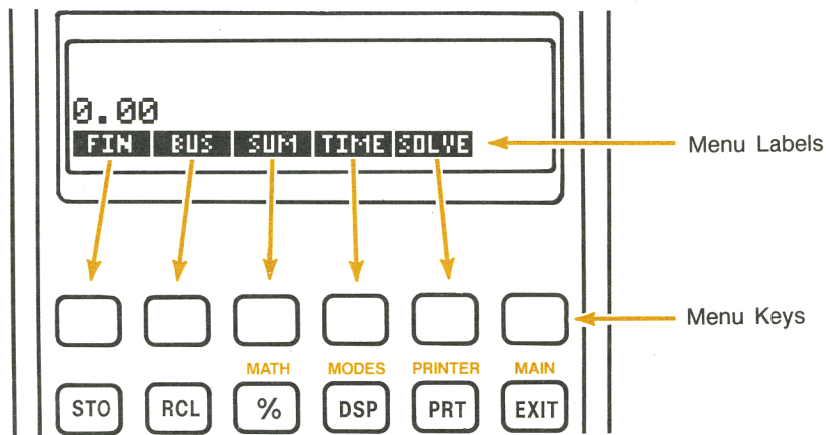 0.00
FIN BUS SUM TIME SOLVE
Menu Labels
Menu Keys
MATH MODES PRINTER MAIN
STO RCL % DSP PRT EXIT